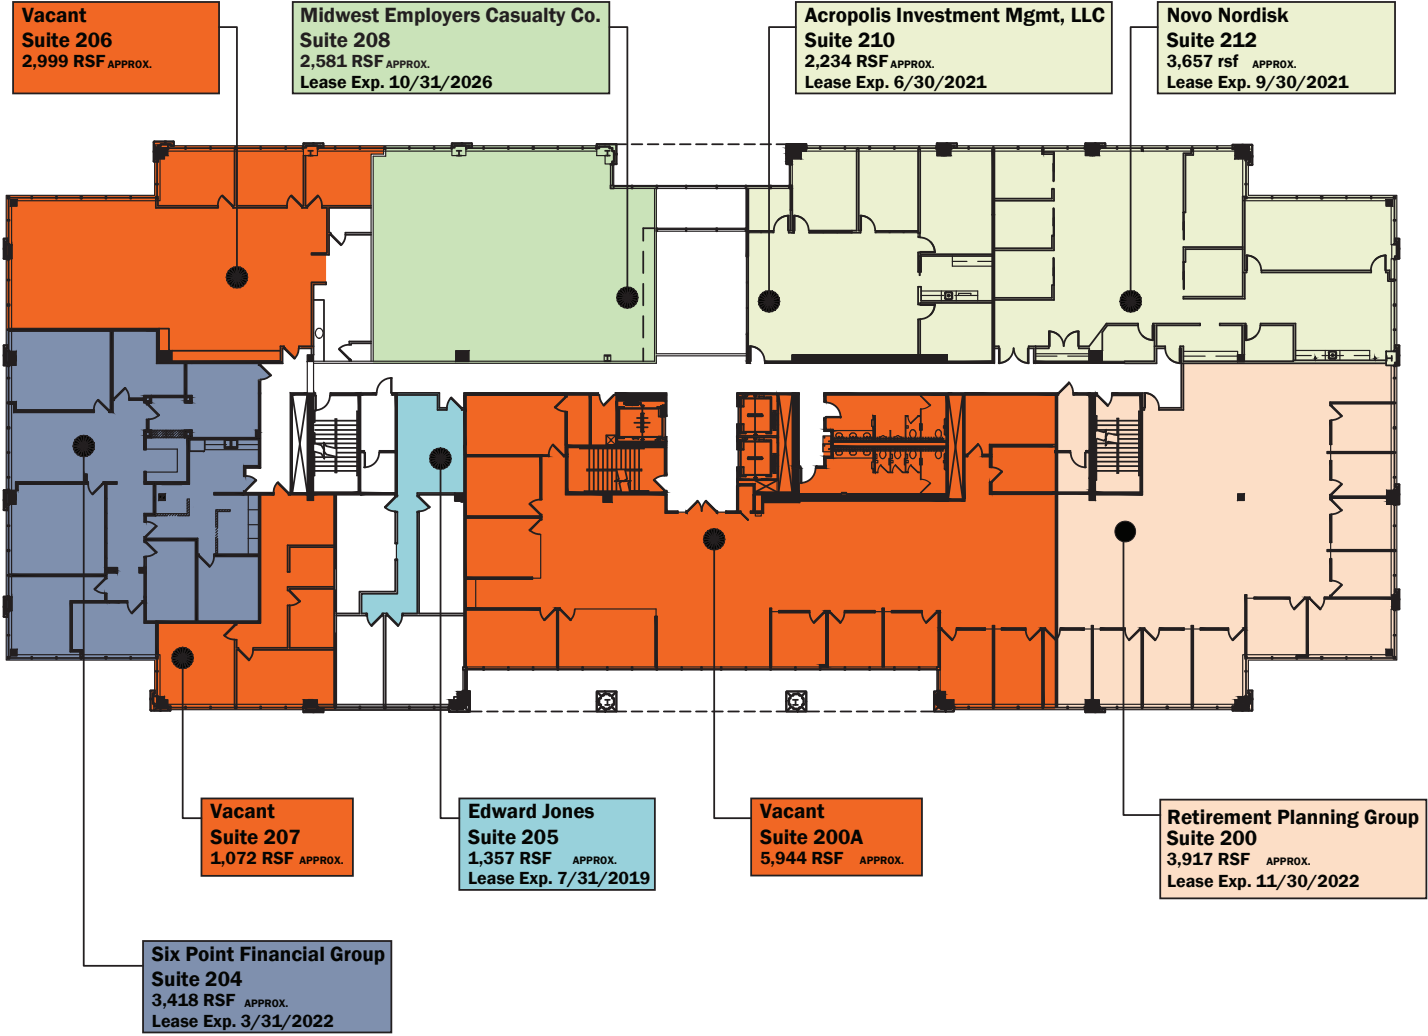 Vacant
Suite 206
2,999 RSF APPROX.
Midwest Employers Casualty Co.
Suite 208
2,581 RSF APPROX.
Lease Exp. 10/31/2026
Acropolis Investment Mgmt, LLC
Suite 210
2,234 RSF APPROX.
Lease Exp. 6/30/2021
Novo Nordisk
Suite 212
3,657 rsf APPROX.
Lease Exp. 9/30/2021
Vacant
Suite 207
1,072 RSF APPROX.
Edward Jones
Suite 205
1,357 RSF APPROX.
Lease Exp. 7/31/2019
Vacant
Suite 200A
5,944 RSF APPROX.
Retirement Planning Group
Suite 200
3,917 RSF APPROX.
Lease Exp. 11/30/2022
Six Point Financial Group
Suite 204
3,418 RSF APPROX.
Lease Exp. 3/31/2022